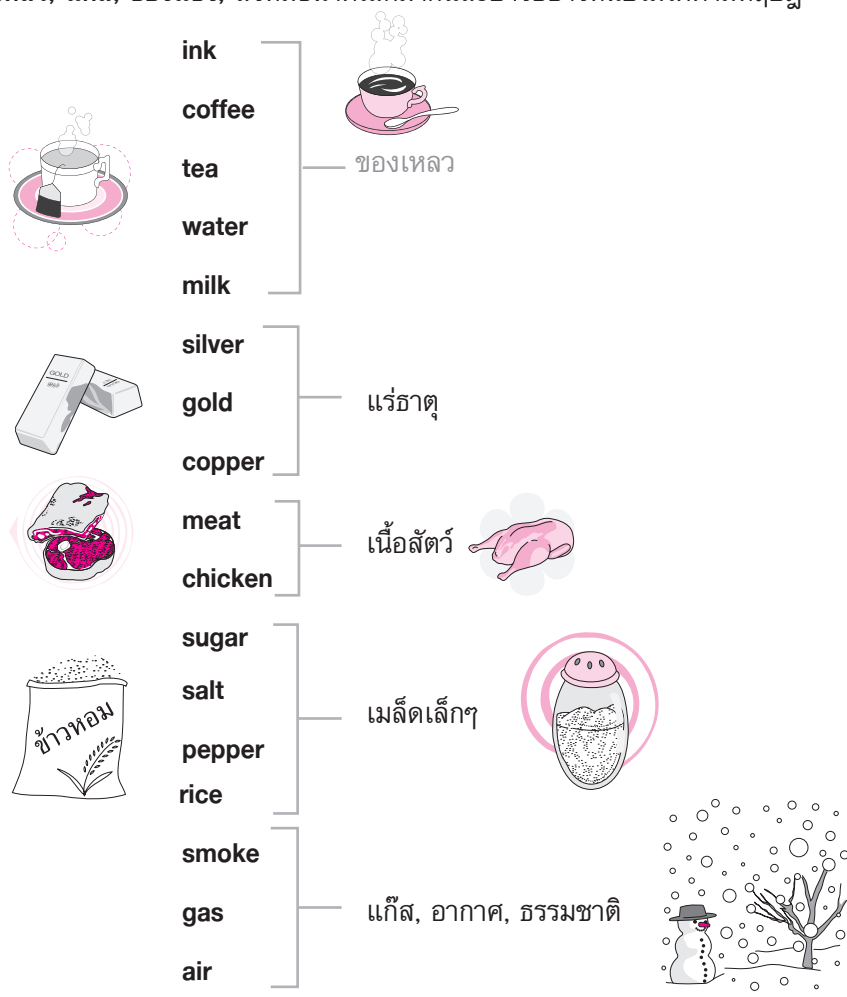 ink
coffee
tea
ของเหลว
water
milk
silver
GOLD
gold
แร่ธาตุ
copper
meat
เนื้อสัตว์
chicken
sugar
salt
เมล็ดเล็กๆ
ข้าวหอม
pepper
rice
smoke
gas
แก๊ส, อากาศ, ธรรมชาติ
air